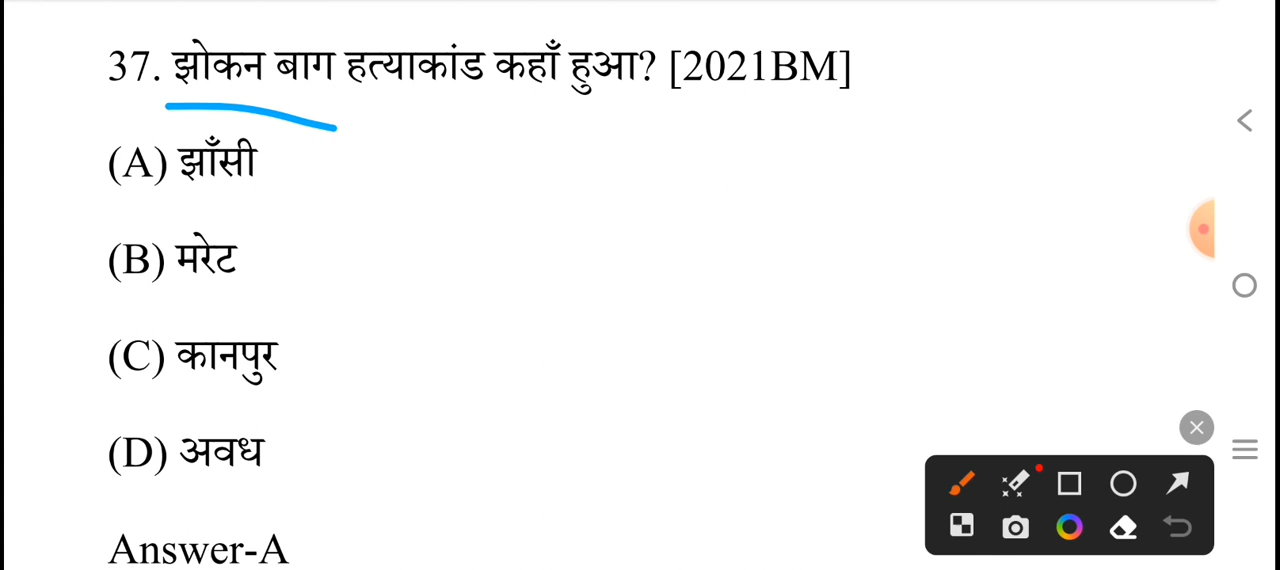 37. झोकन बाग हत्याकांड कहाँ हुआ? [2021BM]
(A) झाँसी
(B) मरेट
(C) कानपुर
(D) अवध
Answer-A